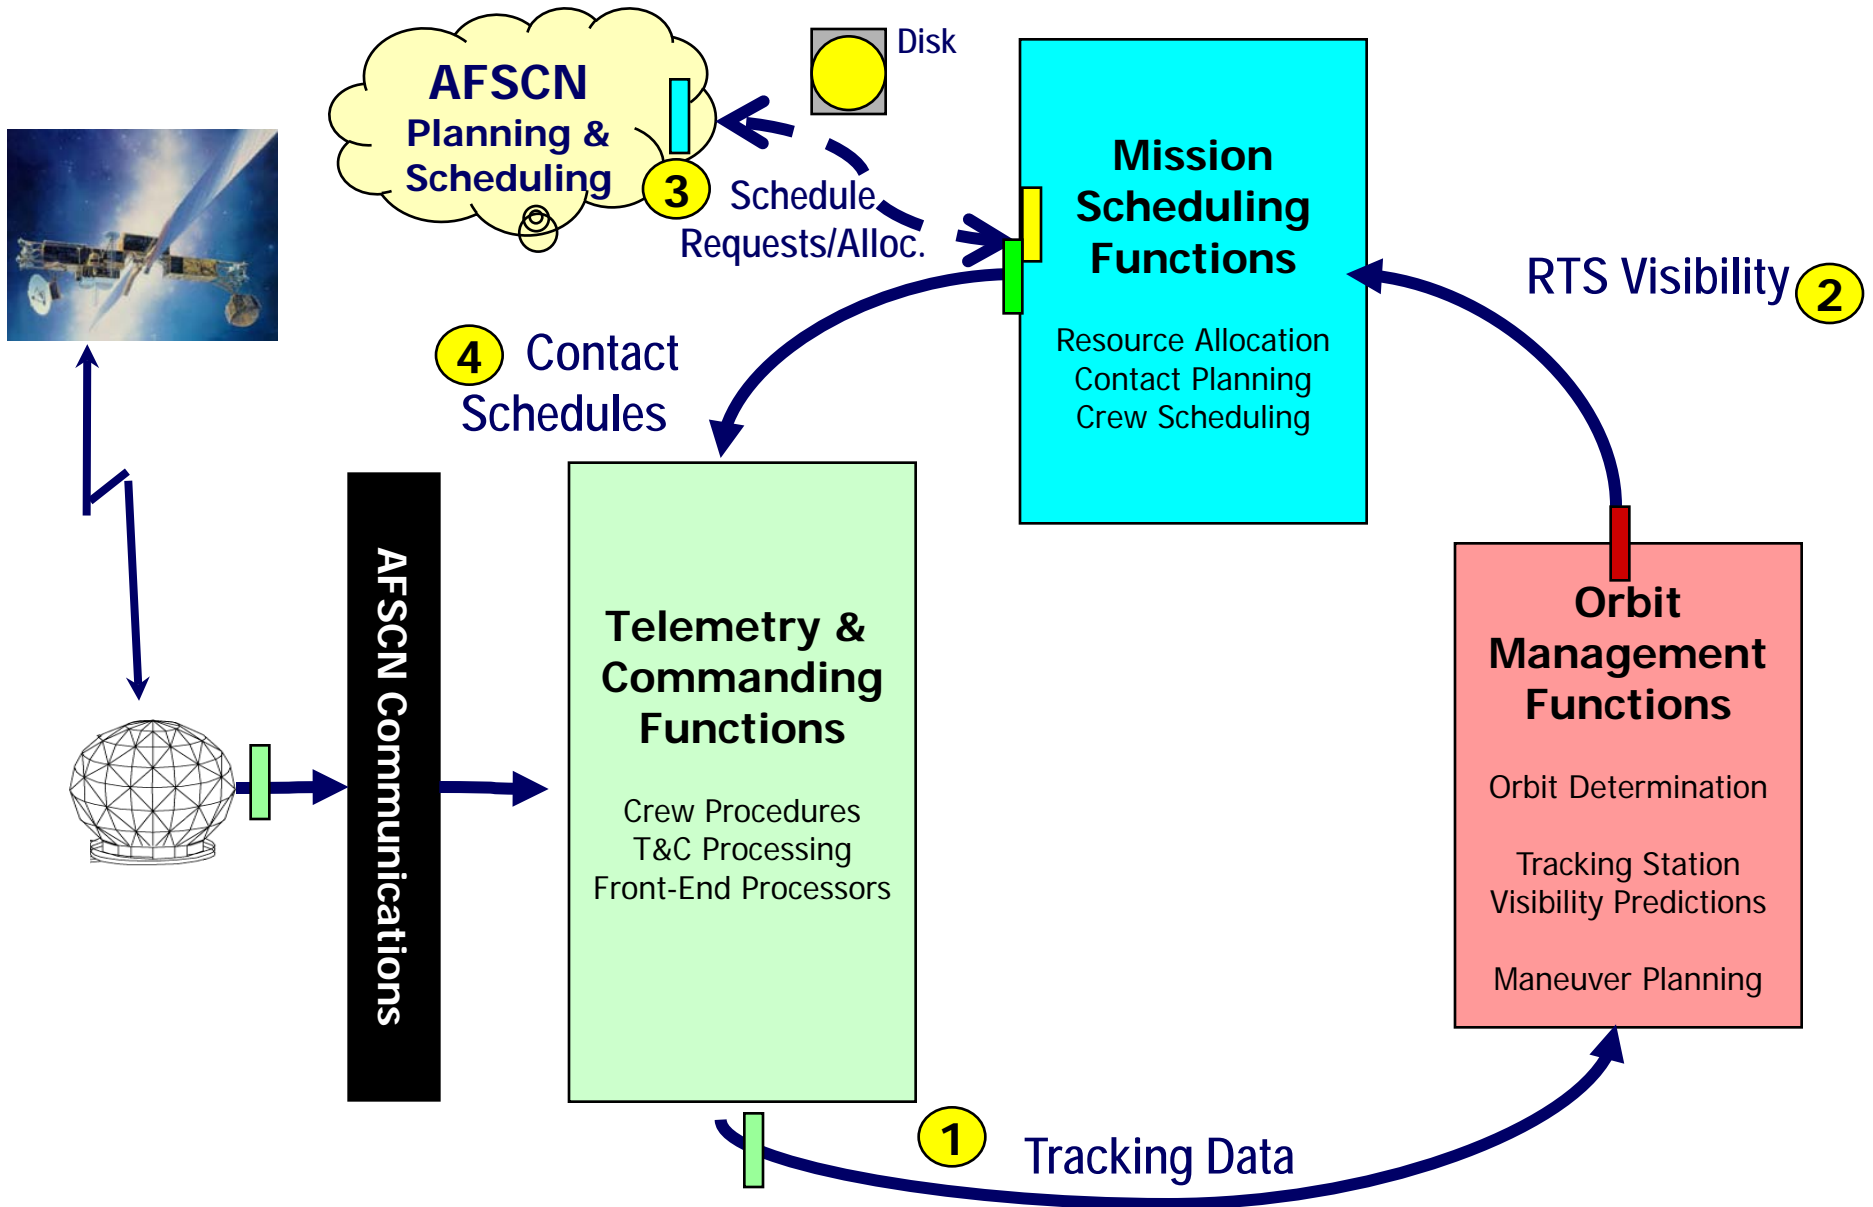 AFSCN
Planning &
Scheduling
3
Disk
Schedule
Requests/Alloc.
Mission
Scheduling
Functions
Resource Allocation
Contact Planning
Crew Scheduling
RTS Visibility
2
4
Contact
Schedules
AFSCN Communications
Telemetry &
Commanding
Functions
Crew Procedures
T&C Processing
Front-End Processors
Orbit
Management
Functions
Orbit Determination
Tracking Station
Visibility Predictions
Maneuver Planning
1
Tracking Data